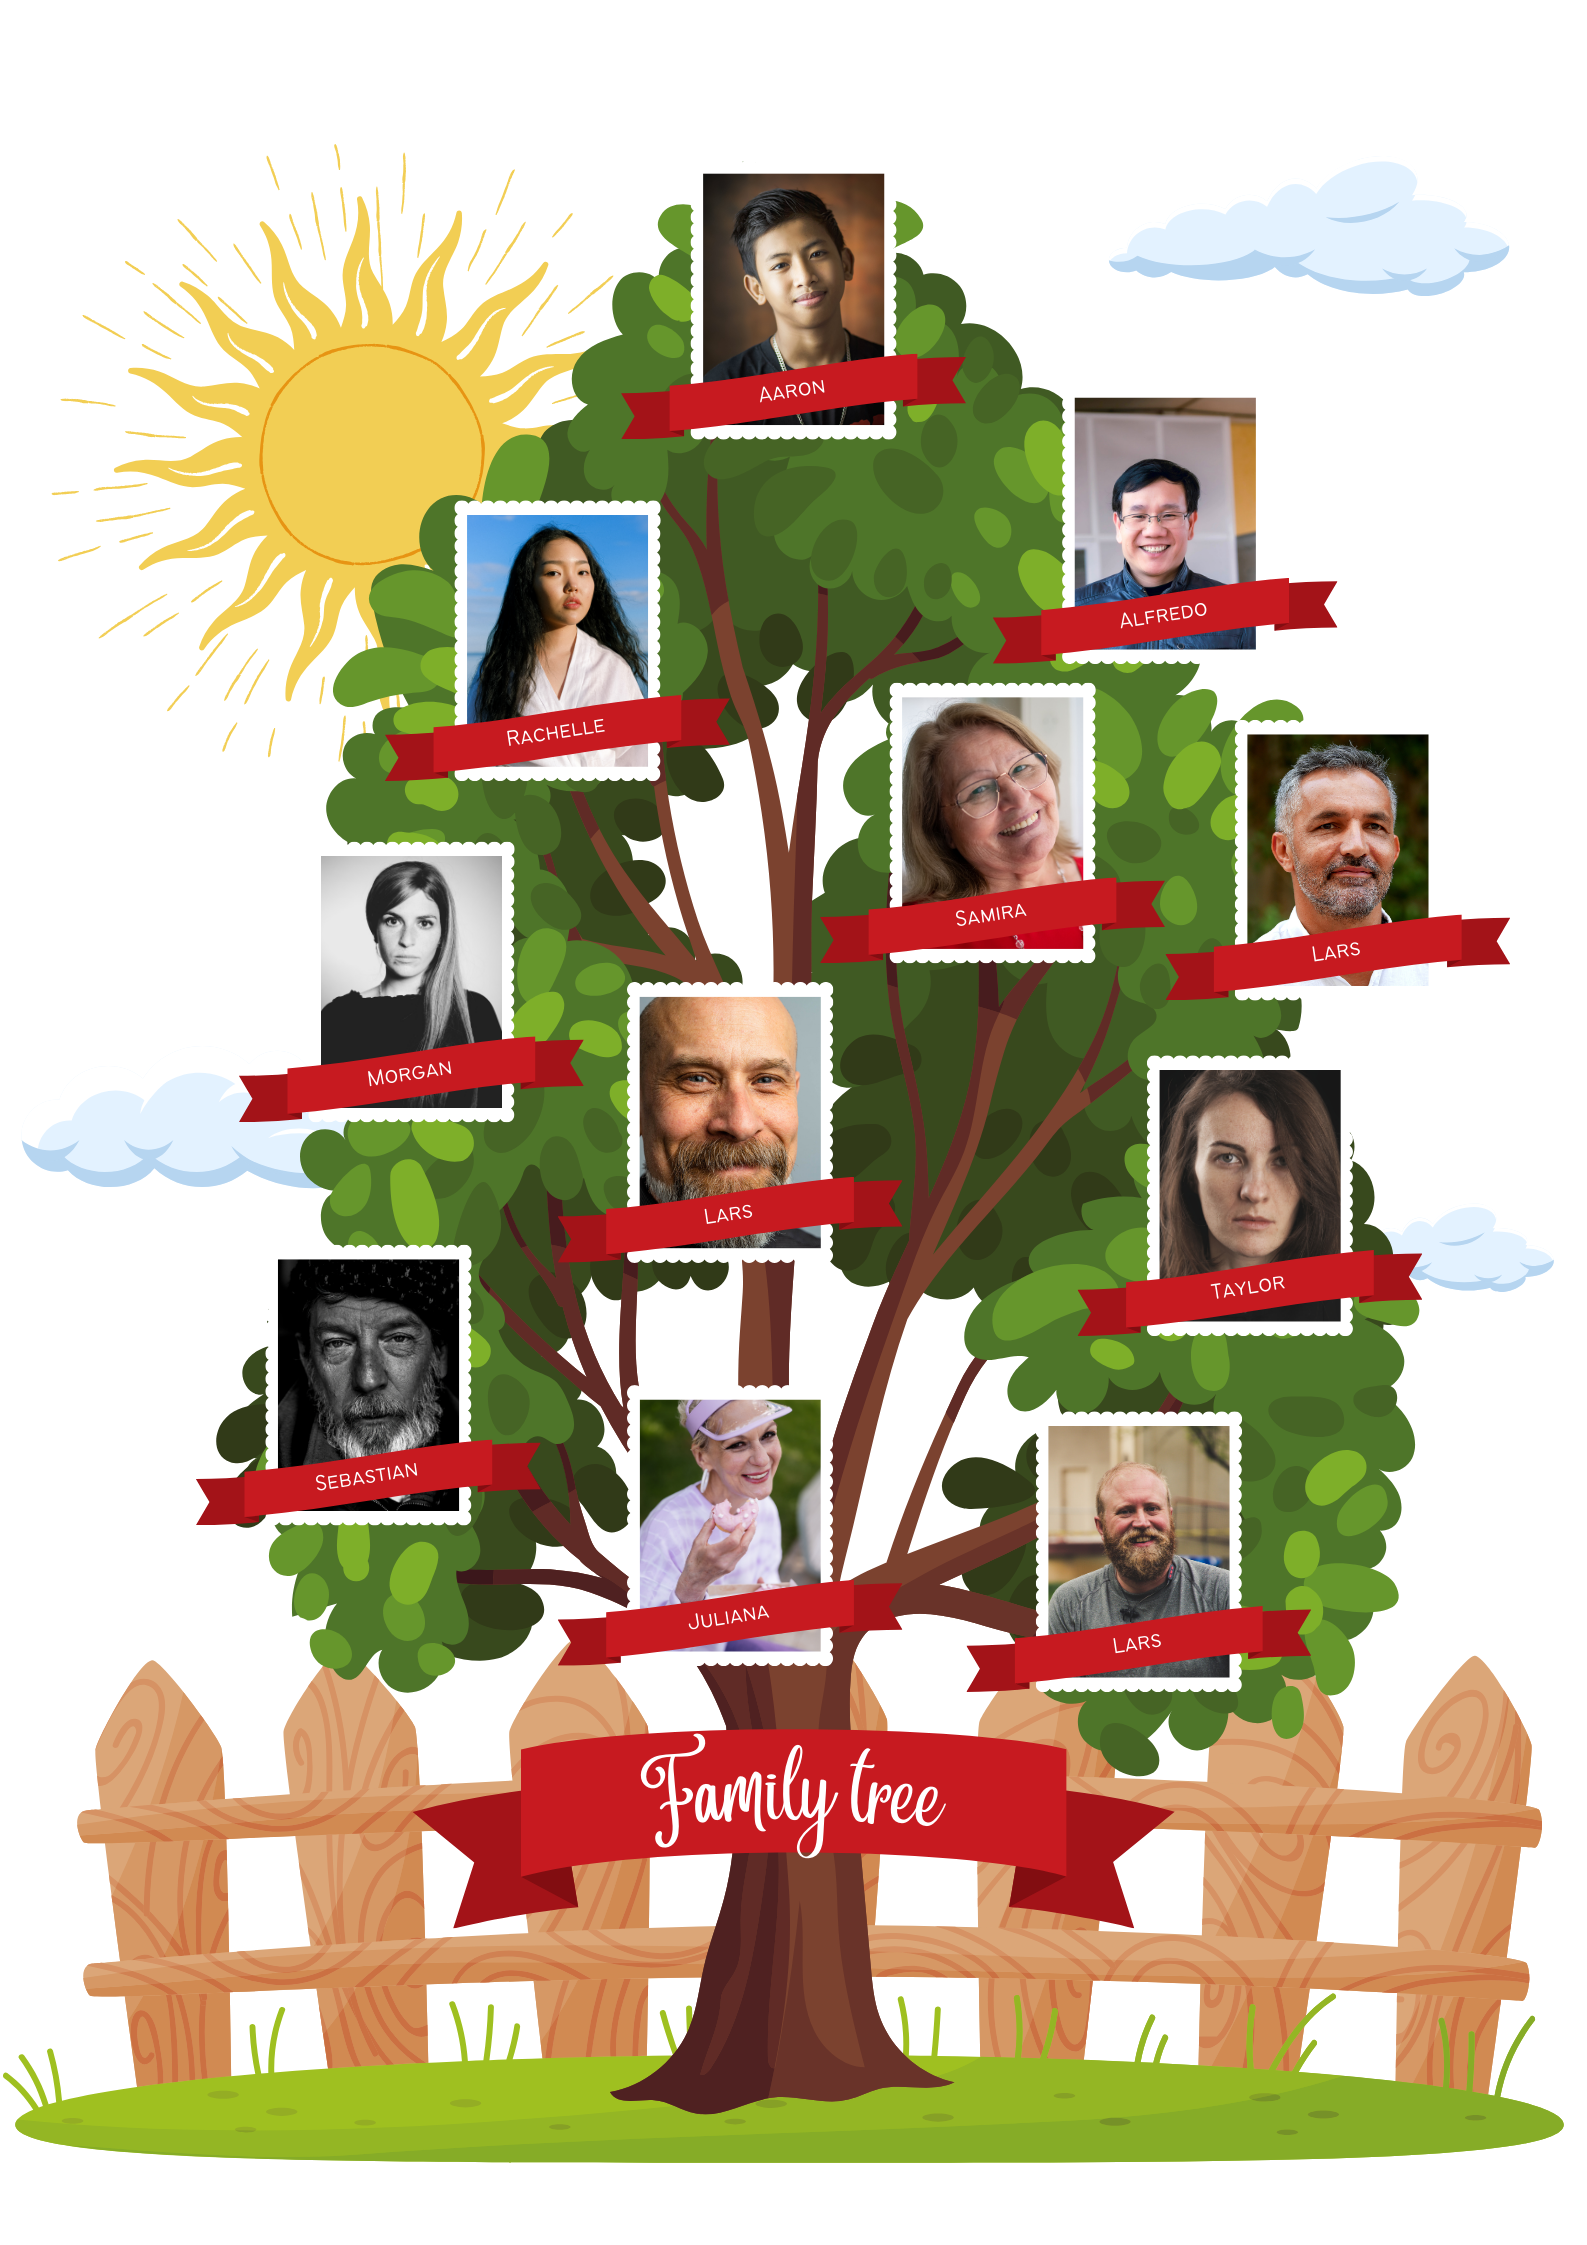 Aaron
Alfredo
Rachelle
Samira
Lars
Morgan
Lars
Taylor
Sebastian
Juliana
Lars
Family tree